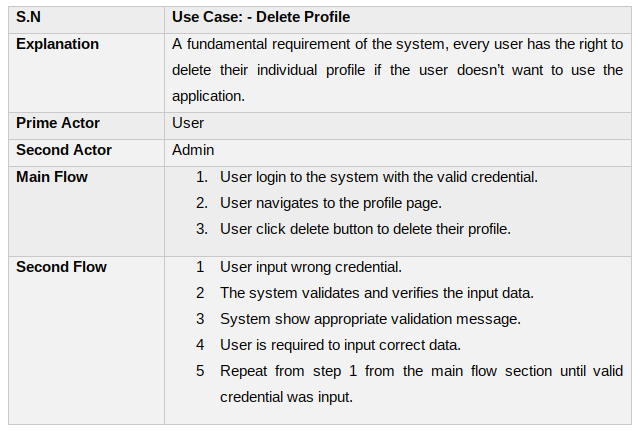 S.N Use Case: - Delete Profile
Explanation A fundamental requirement of the system, every user has the right to
delete their individual profile if the user doesn't want to use the
application.
Prime Actor User
Second Actor Admin
Main Flow 1. User login to the system with the valid credential.
2. User navigates to the profile page.
3. User click delete button to delete their profile.
Second Flow 1 User input wrong credential.
2 The system validates and verifies the input data.
3 System show appropriate validation message.
4 User is required to input correct data.
5 Repeat from step 1 from the main flow section until valid
credential was input.